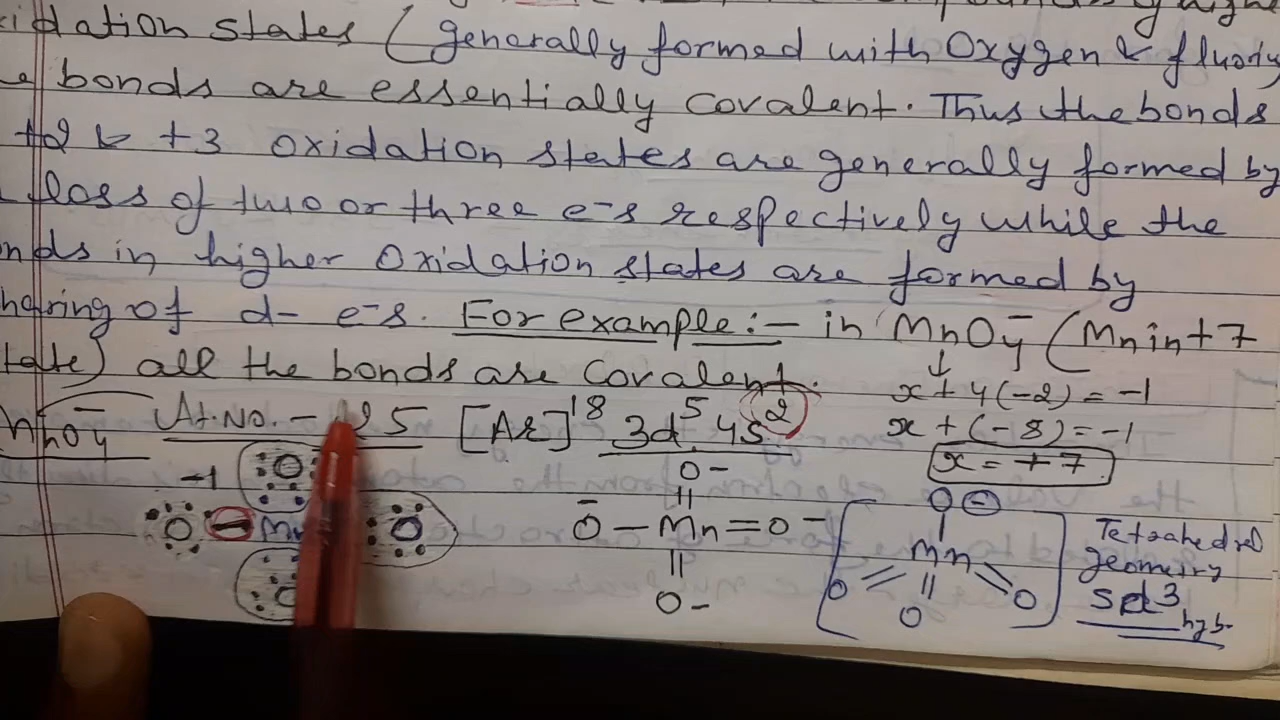 idation states (generally formed with Oxygen &
bonds are essentially covalent. Thus the bonds
+2 & +3 oxidation states are generally formed by
loss of two or three e-s respectively while the
nds in higher Oxidation states are formed by
haring of d- e-s. For example:- in MnO4- (Mn in +7
tate) all the bonds are covalent.
x + 4(-2) = -1
MnO4- At.No. - 25 [Ar]18 3d5 4s2
x + (-8) = -1
x = +7
-1 O - Mn O
O- - Mn = O -
O -
O -
O -
Mn
O O O
Tetrahedral
geometry
sd3
hyb-